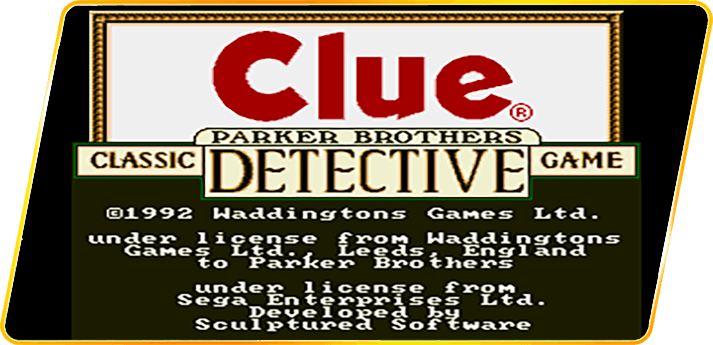 Clue®
PARKER BROTHERS
CLASSIC DETECTIVE GAME
©1992 Waddingtons Games Ltd.
under license from Waddingtons
Games Ltd., Leeds, England
to Parker Brothers
under license from
Sega Enterprises Ltd.
Developed by
Sculptured Software